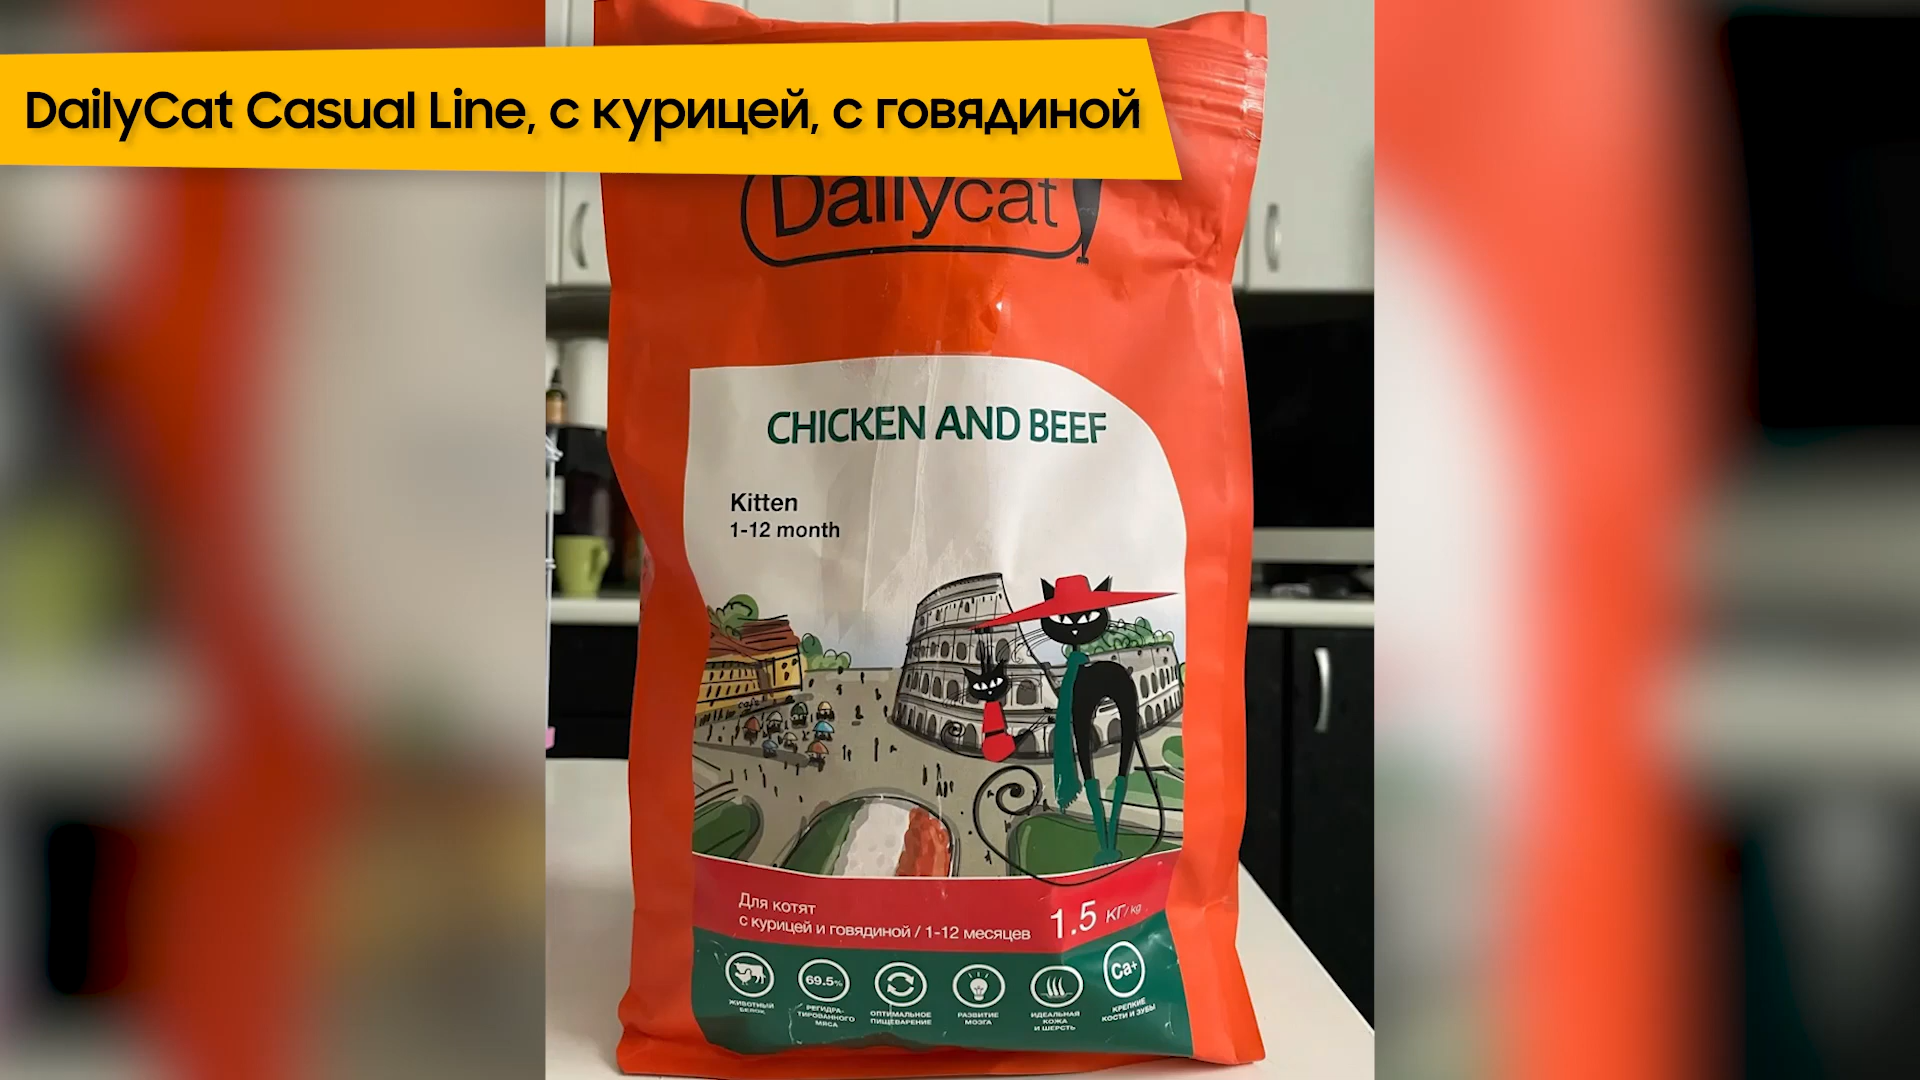 DailyCat Casual Line, с курицей, с говядиной
Dailycat
CHICKEN AND BEEF
Kitten
1-12 month
cafe
Для котят
с курицей и говядиной / 1-12 месяцев
1.5 кг/kg
69.5%
Ca+
ЖИВОТНЫЙ
БЕЛОК
РЕГИДРА-
ТИРОВАННОГО
МЯСА
ОПТИМАЛЬНОЕ
ПИЩЕВАРЕНИЕ
РАЗВИТИЕ
МОЗГА
ИДЕАЛЬНАЯ
КОЖА
И ШЕРСТЬ
КРЕПКИЕ
КОСТИ И ЗУБЫ